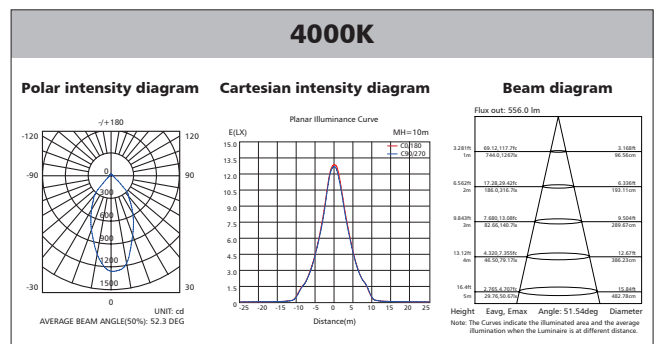 4000K
Polar intensity diagram
Cartesian intensity diagram
Beam diagram
-/+180
-120
120
-90
90
-30
30
0
0
300
600
900
1200
1500
UNIT: cd
AVERAGE BEAM ANGLE(50%): 52.3 DEG
Planar Illuminance Curve
E(LX)
MH=10m
C0/180
C90/270
15.0
13.5
12.0
10.5
9.0
7.5
6.0
4.5
3.0
1.5
0
-25 -20 -15 -10 -5 0 5 10 15 20 25
Distance(m)
Flux out: 556.0 lm
3.281ft 69.12,117.7fc 3.168ft
1m 744.0,1267lx 96.56cm
6.562ft 17.28,29.42fc 6.336ft
2m 186.0,316.7lx 193.11cm
9.843ft 7.680,13.08fc 9.504ft
3m 82.66,140.7lx 289.67cm
13.12ft 4.320,7.355fc 12.67ft
4m 46.50,79.17lx 386.23cm
16.4ft 2.765,4.707fc 15.84ft
5m 29.76,50.67lx 482.78cm
Height Eavg, Emax Angle: 51.54deg Diameter
Note: The Curves indicate the illuminated area and the average
illumination when the Luminaire is at different distance.